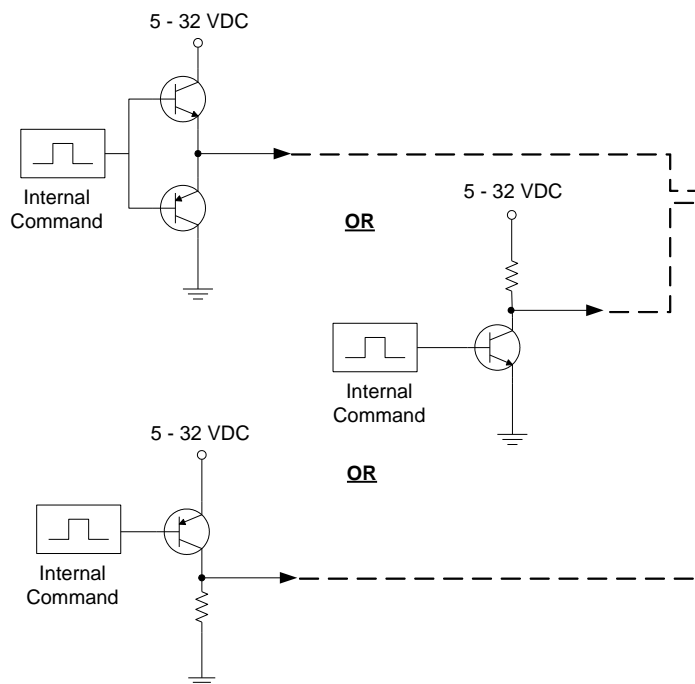 5 - 32 VDC
Internal
Command
OR
5 - 32 VDC
Internal
Command
5 - 32 VDC
OR
Internal
Command